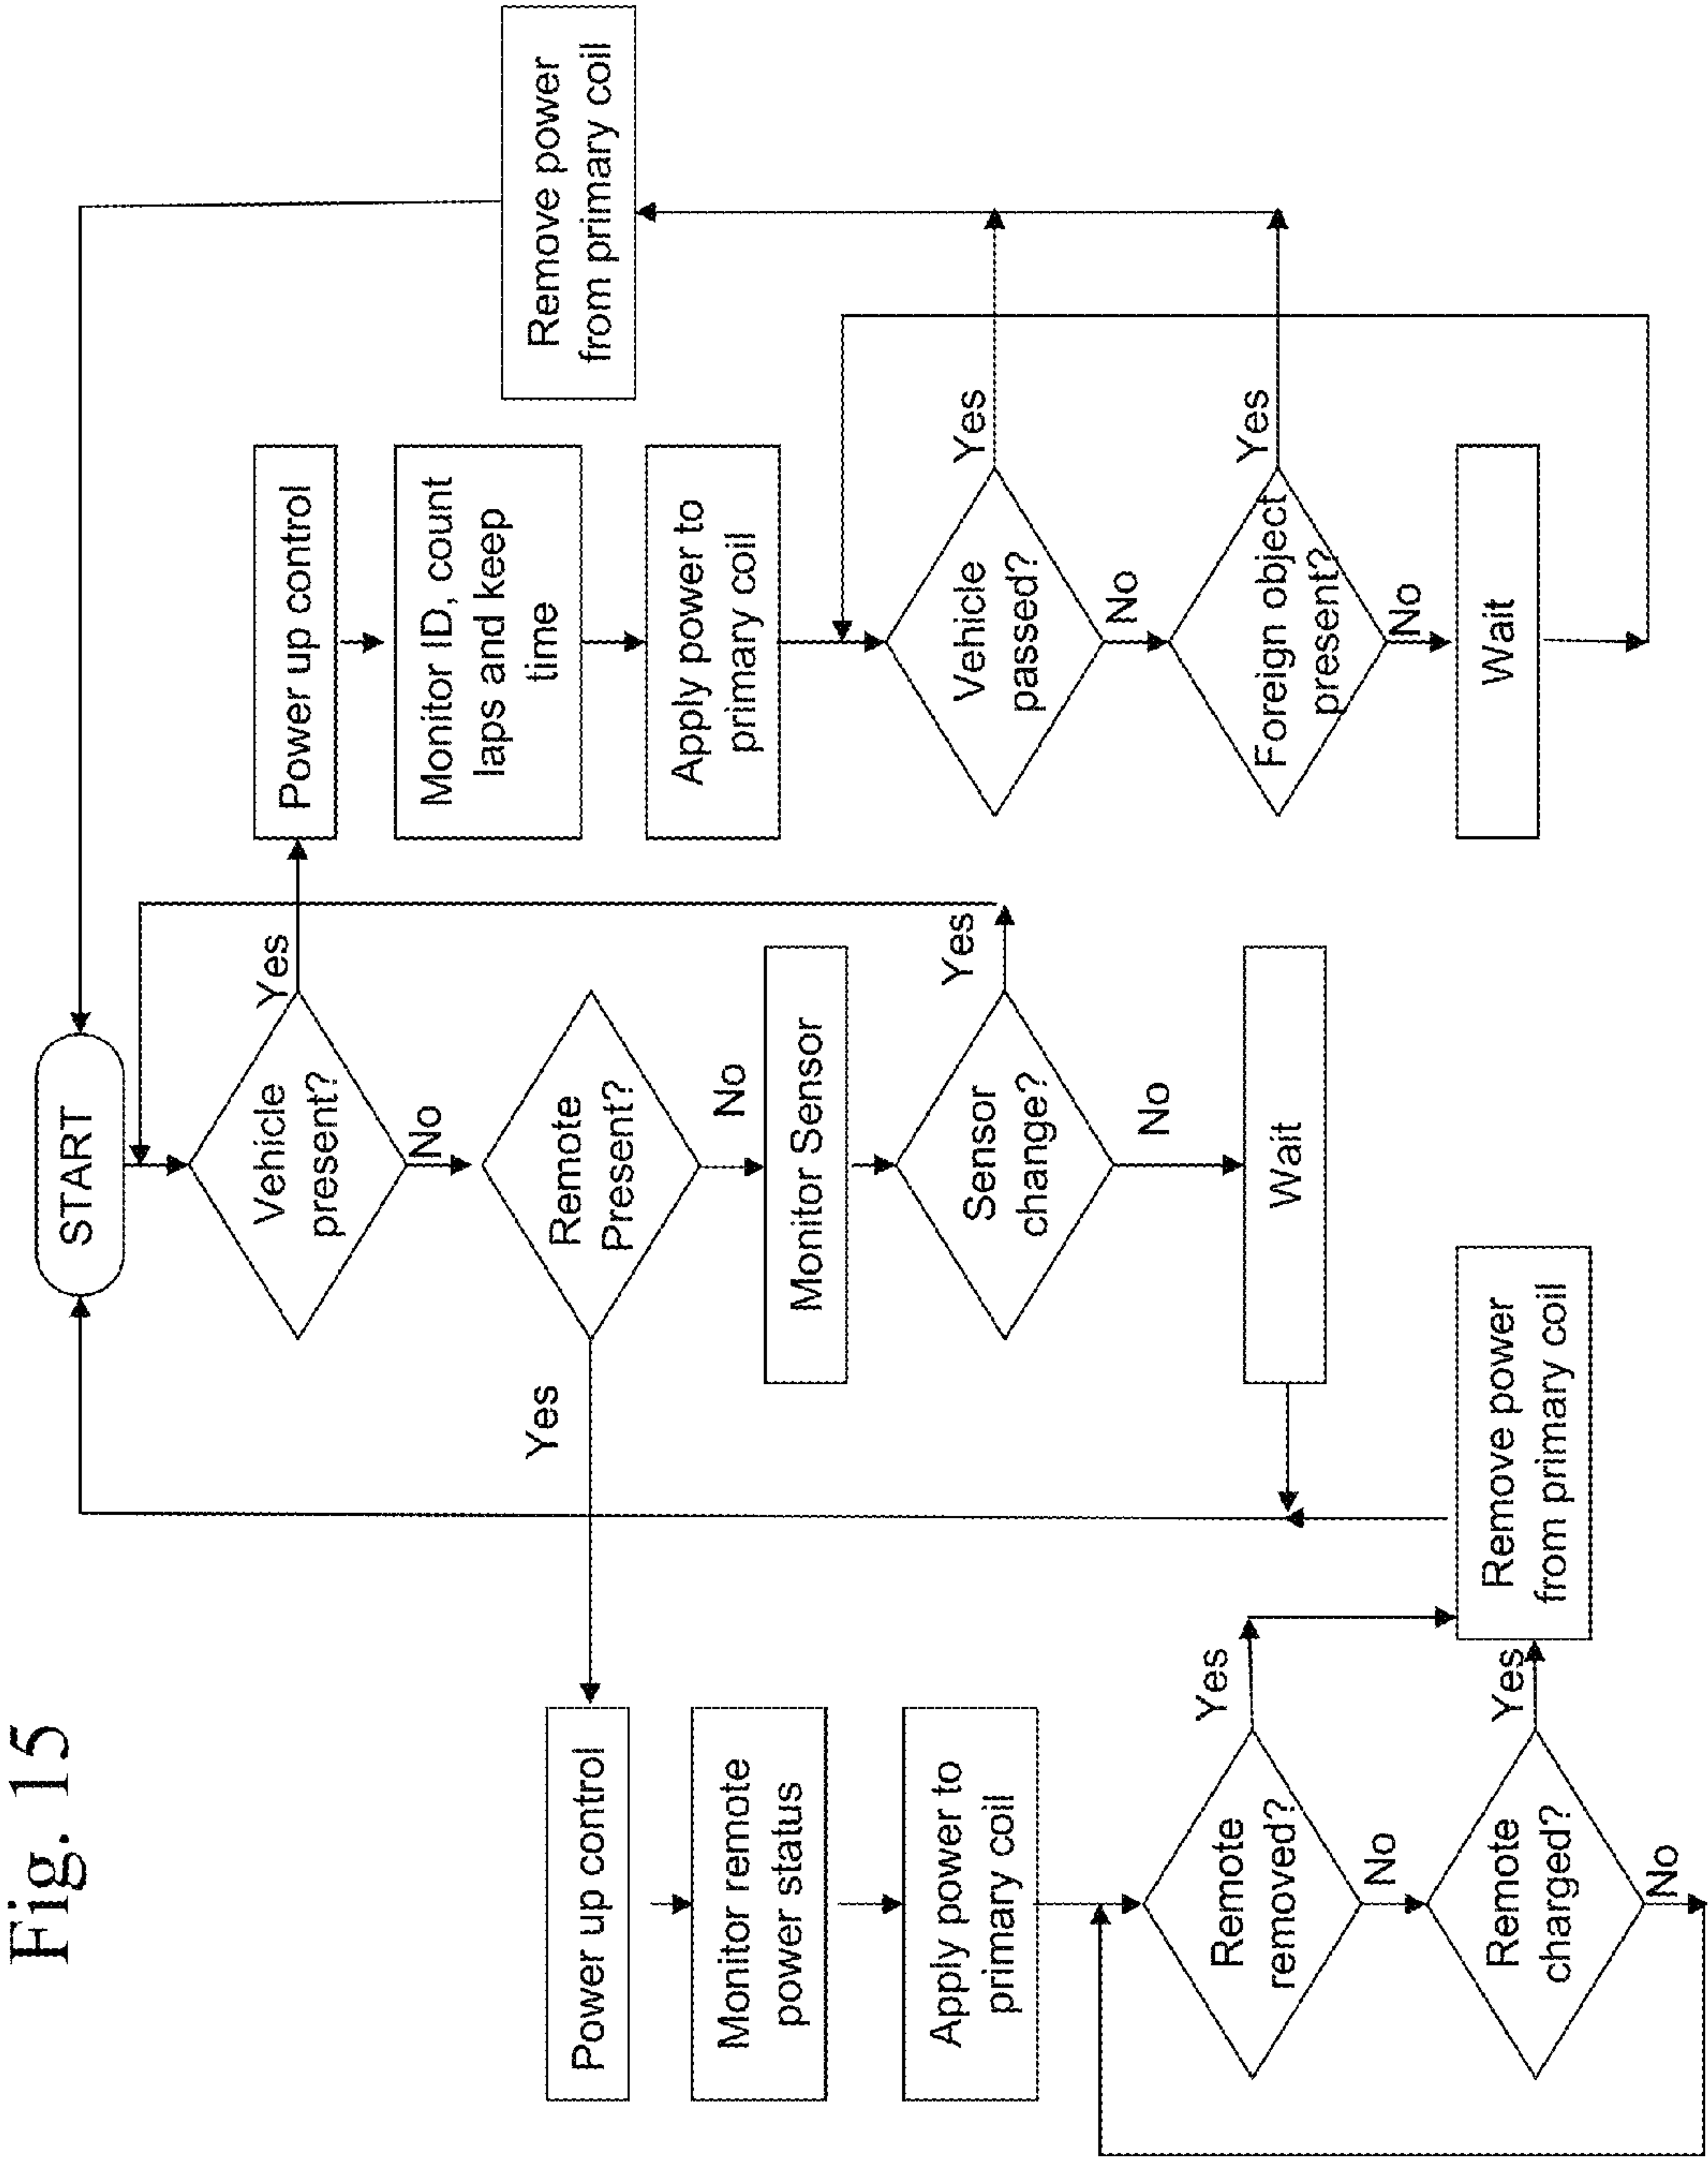 Fig. 15
START
Vehicle
present?
Yes
No
Remote
Present?
Yes
No
Monitor Sensor
Sensor
change?
Yes
No
Wait
Power up control
Monitor remote
power status
Apply power to
primary coil
Remote
removed?
Yes
No
Remote
charged?
Yes
No
Remove power
from primary coil
Power up control
Monitor ID, count
laps and keep
time
Apply power to
primary coil
Vehicle
passed?
Yes
No
Foreign object
present?
Yes
No
Wait
Remove power
from primary coil